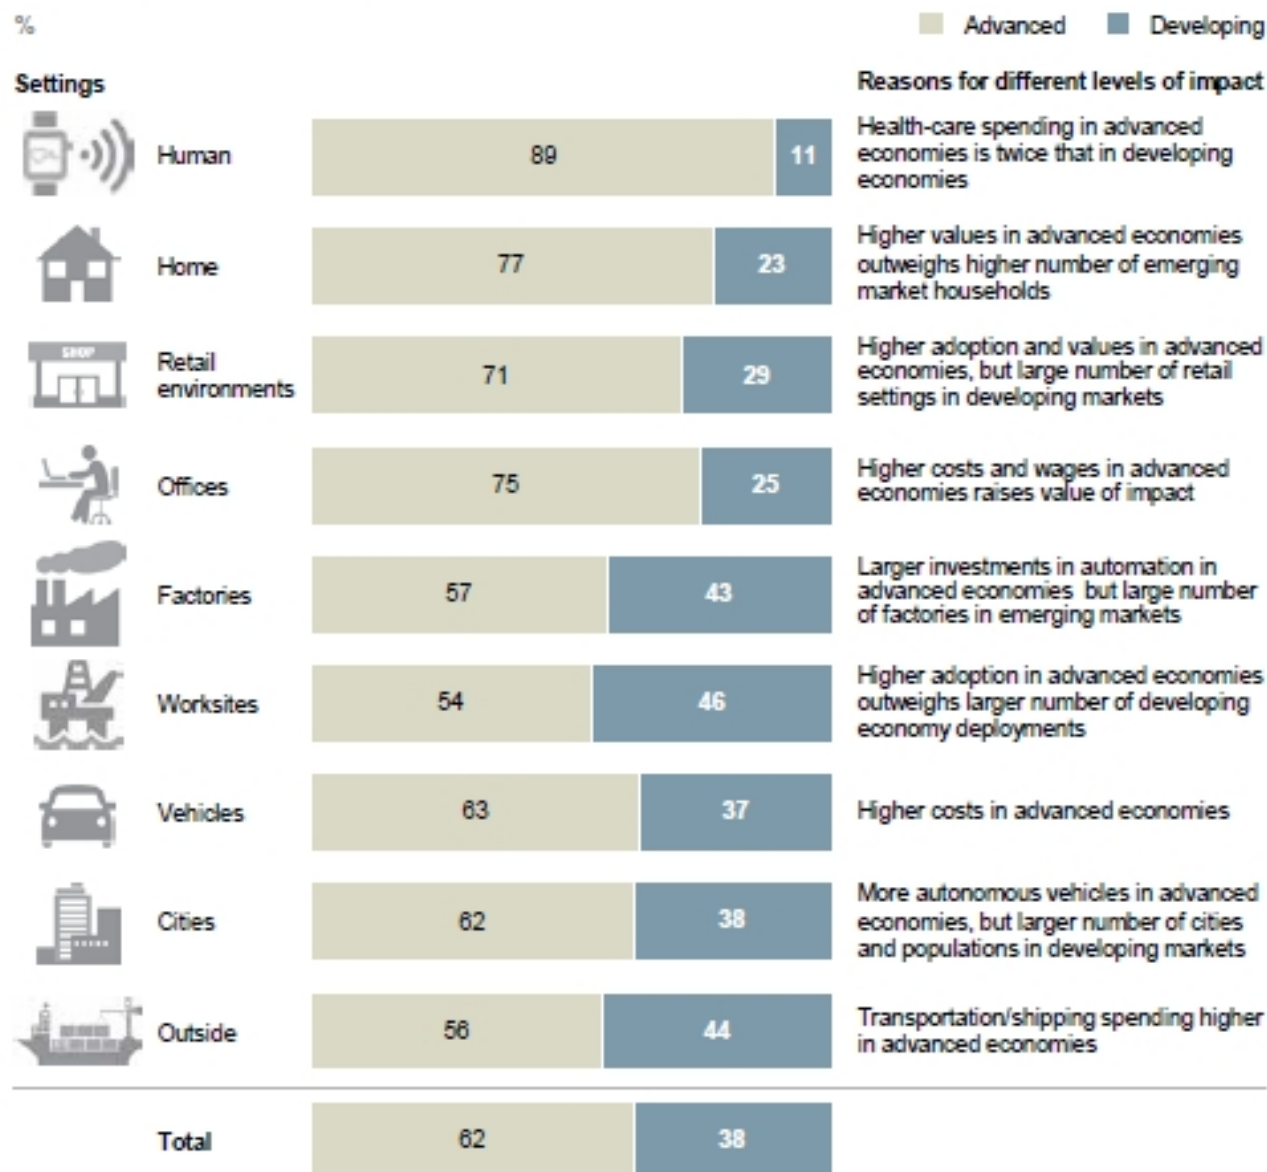 %
Advanced
Developing
Settings
Reasons for different levels of impact
Human
89
11
Health-care spending in advanced
economies is twice that in developing
economies
Home
77
23
Higher values in advanced economies
outweighs higher number of emerging
market households
SHOP
Retail
environments
71
29
Higher adoption and values in advanced
economies, but large number of retail
settings in developing markets
Offices
75
25
Higher costs and wages in advanced
economies raises value of impact
Factories
57
43
Larger investments in automation in
advanced economies but large number
of factories in emerging markets
Worksites
54
46
Higher adoption in advanced economies
outweighs larger number of developing
economy deployments
Vehicles
63
37
Higher costs in advanced economies
Cities
62
38
More autonomous vehicles in advanced
economies, but larger number of cities
and populations in developing markets
Outside
56
44
Transportation/shipping spending higher
in advanced economies
Total
62
38